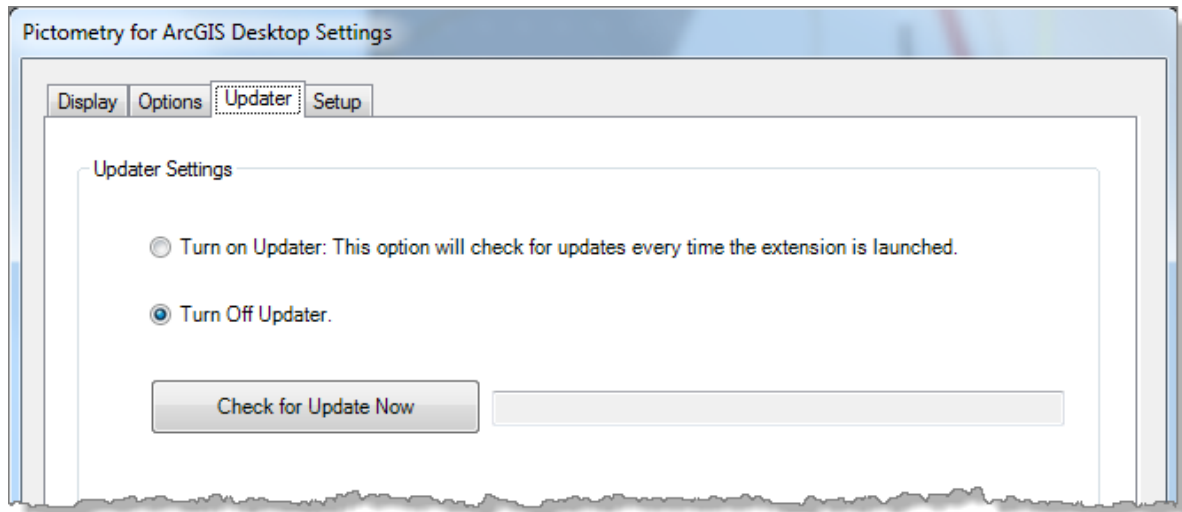 Pictometry for ArcGIS Desktop Settings
Display Options Updater Setup
Updater Settings
Turn on Updater: This option will check for updates every time the extension is launched.
Turn Off Updater.
Check for Update Now